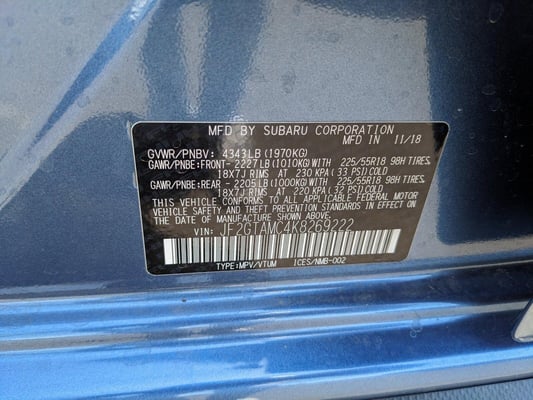 MFD BY SUBARU CORPORATION
MFD IN 11/18
GVWR/PNBV: 4343LB (1970KG)
GAWR/PNBE: FRONT- 2227LB (1010KG) WITH 225/55R18 98H TIRES,
18X7J RIMS AT 230 KPA (33 PSI) COLD
GAWR/PNBE: REAR - 2205LB (1000KG) WITH 225/55R18 98H TIRES,
18X7J RIMS AT 220 KPA (32 PSI) COLD
THIS VEHICLE CONFORMS TO ALL APPLICABLE FEDERAL MOTOR
VEHICLE SAFETY AND THEFT PREVENTION STANDARDS IN EFFECT
ON THE DATE OF MANUFACTURE SHOWN ABOVE.
VIN: JF2GTAMC4K8269222
TYPE:MPV/VTUM ICES/NMB-002